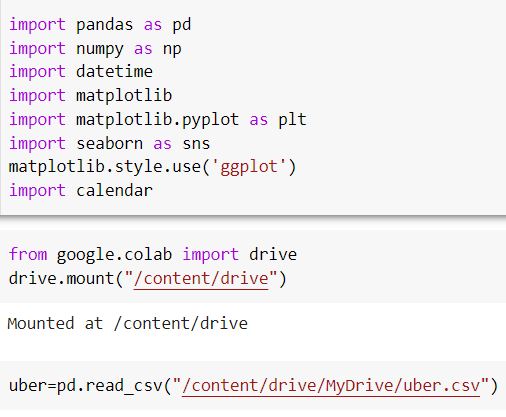 import pandas as pd
import numpy as np
import datetime
import matplotlib
import matplotlib.pyplot as plt
import seaborn as sns
matplotlib.style.use('ggplot')
import calendar
from google.colab import drive
drive.mount("/content/drive")
Mounted at /content/drive
uber=pd.read_csv("/content/drive/MyDrive/uber.csv")